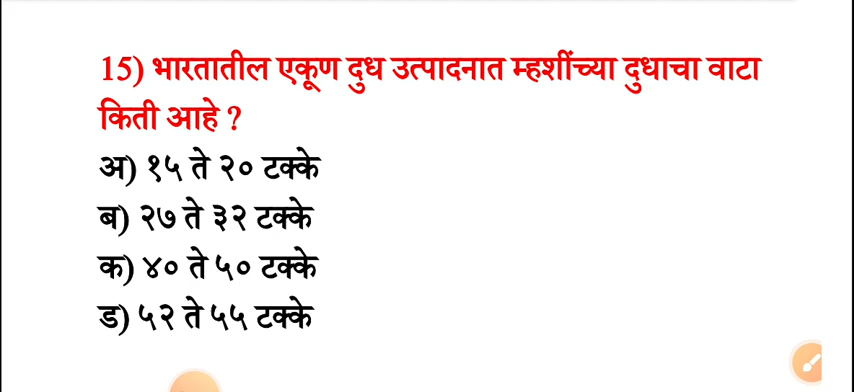 15) भारतातील एकूण दुध उत्पादनात म्हशींच्या दुधाचा वाटा
किती आहे ?
अ) १५ ते २० टक्के
ब) २७ ते ३२ टक्के
क) ४० ते ५० टक्के
ड) ५२ ते ५५ टक्के